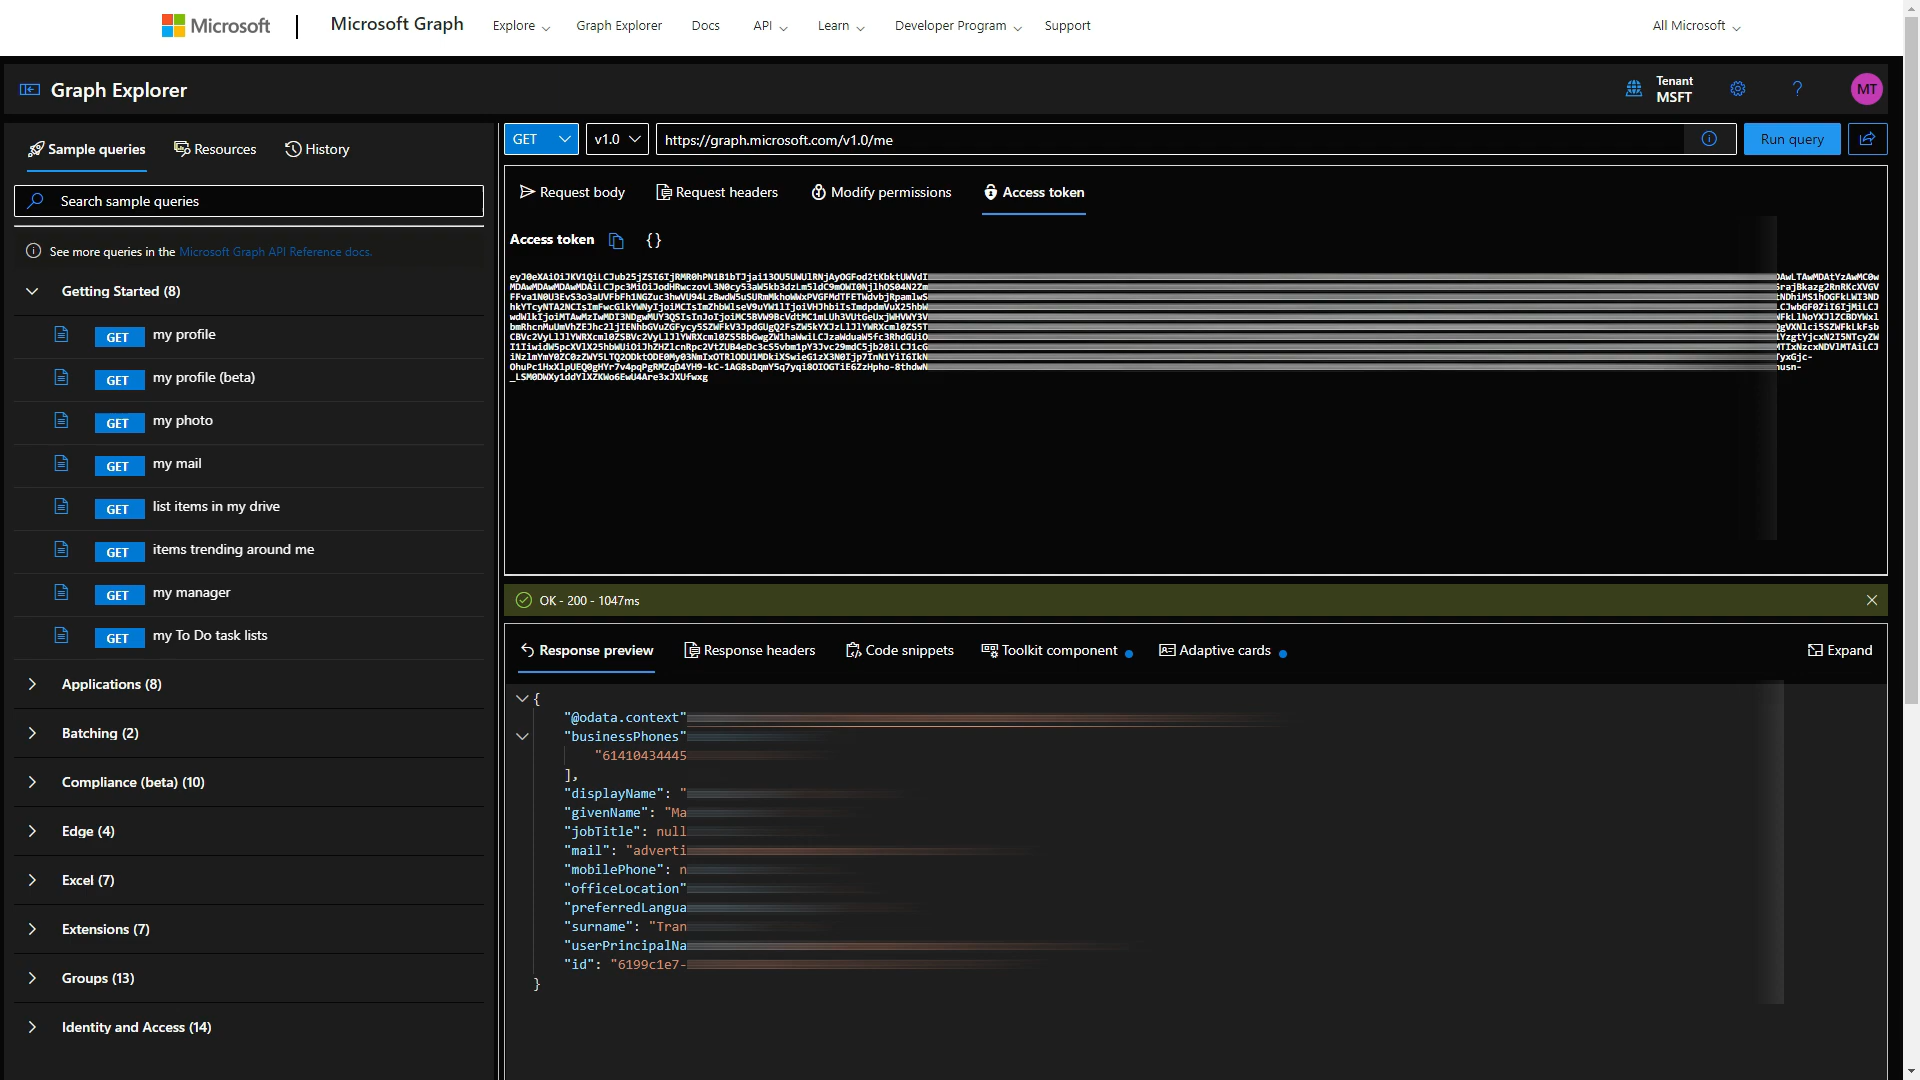 Microsoft
Microsoft Graph
Explore
Graph Explorer
Docs
API
Learn
Developer Program
Support
All Microsoft
Graph Explorer
Tenant
MSFT
?
MT
Sample queries
Resources
History
GET
v1.0
https://graph.microsoft.com/v1.0/me
Run query
Search sample queries
Request body
Request headers
Modify permissions
Access token
See more queries in the Microsoft Graph API Reference docs.
Access token
{}
Getting Started (8)
GET my profile
GET my profile (beta)
GET my photo
GET my mail
GET list items in my drive
GET items trending around me
GET my manager
GET my To Do task lists
Applications (8)
Batching (2)
Compliance (beta) (10)
Edge (4)
Excel (7)
Extensions (7)
Groups (13)
Identity and Access (14)
OK - 200 - 1047ms
Response preview
Response headers
Code snippets
Toolkit component
Adaptive cards
Expand
{
"@odata.context"
"businessPhones"
"61410434445
],
"displayName": "
"givenName": "Ma
"jobTitle": null
"mail": "adverti
"mobilePhone": n
"officeLocation"
"preferredLangua
"surname": "Tran
"userPrincipalNa
"id": "6199c1e7-
}